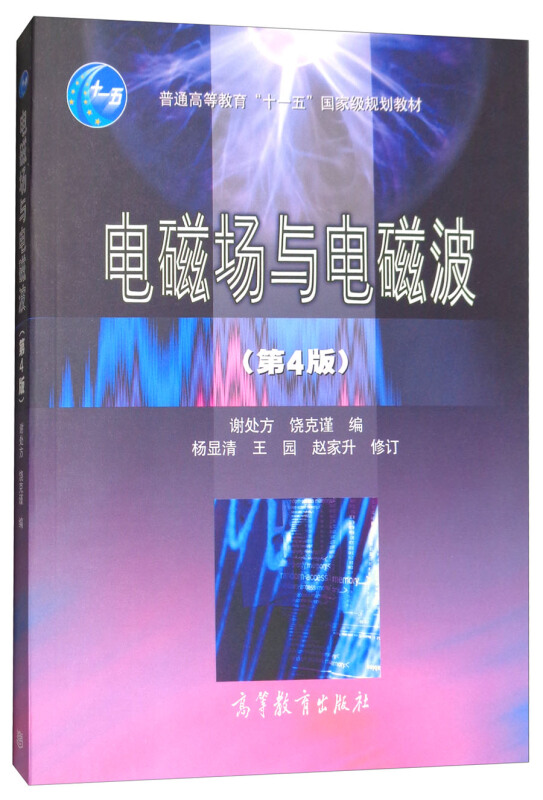 十一五
普通高等教育“十一五”国家级规划教材
电磁场与电磁波
(第4版)
谢处方 饶克谨 编
杨显清 王园 赵家升 修订
random-access-memory
高等教育出版社
电磁场与电磁波(第4版) 谢处方 饶克谨 编